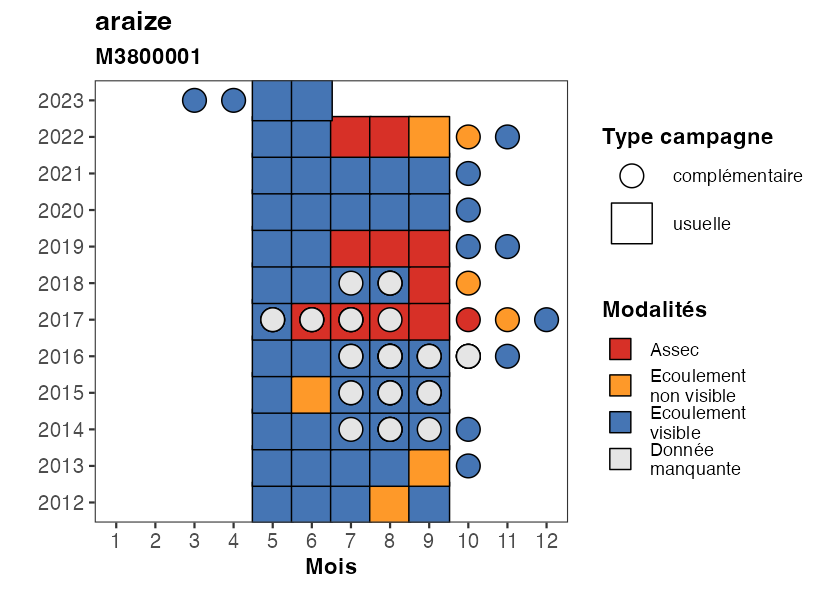 araize
M3800001
2023
2022
2021
2020
2019
2018
2017
2016
2015
2014
2013
2012
1 2 3 4 5 6 7 8 9 10 11 12
Mois
Type campagne
complémentaire
usuelle
Modalités
Assec
Ecoulement
non visible
Ecoulement
visible
Donnée
manquante